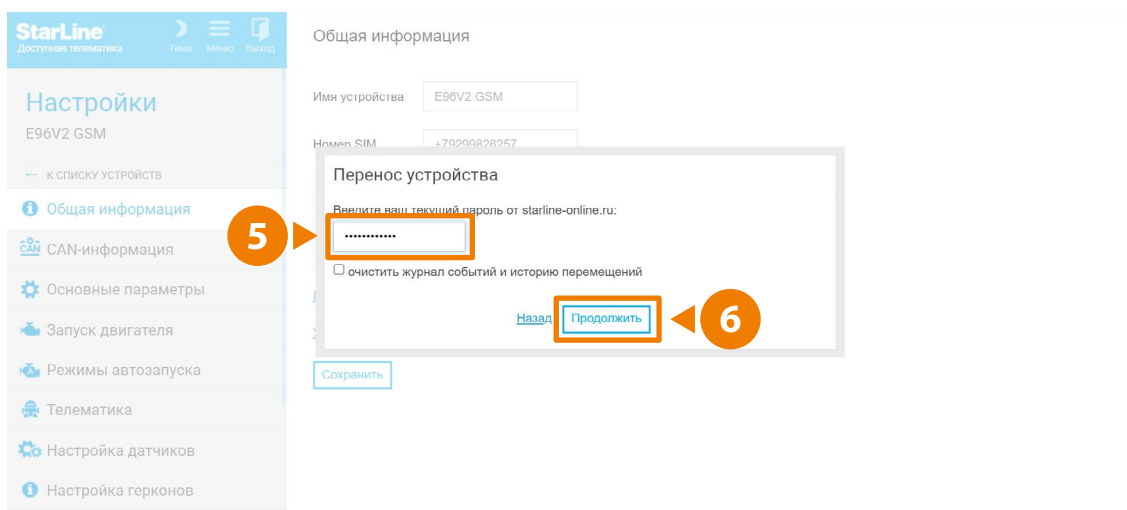 StarLine
Доступная телематика
Тема Меню Выход
Настройки
E96V2 GSM
← К СПИСКУ УСТРОЙСТВ
Общая информация
CAN CAN-информация
Основные параметры
Запуск двигателя
Режимы автозапуска
Телематика
Настройка датчиков
Настройка герконов
Общая информация
Имя устройства E96V2 GSM
Номер SIM +79299826257
Перенос устройства
Введите ваш текущий пароль от starline-online.ru:
5 ••••••••••••
очистить журнал событий и историю перемещений
Назад Продолжить 6
Сохранить